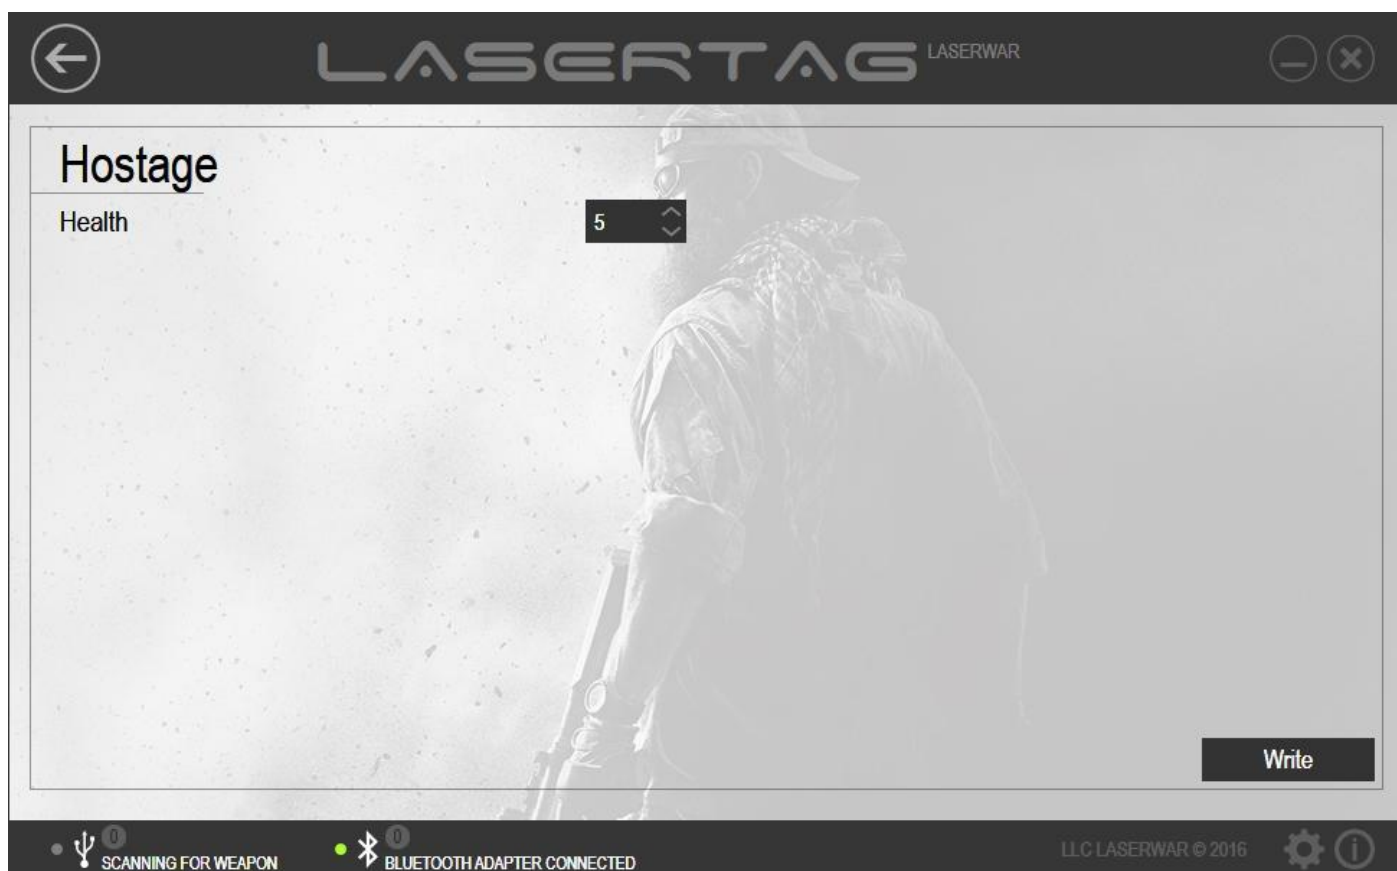 LASERTAG LASERWAR
Hostage
Health 5
Write
0 0
SCANNING FOR WEAPON BLUETOOTH ADAPTER CONNECTED LLC LASERWAR © 2016